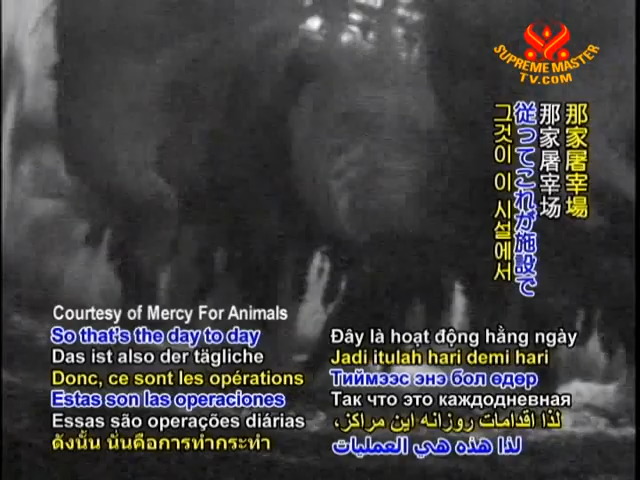 SUPREME MASTER
TV.COM
那家屠宰場
那家屠宰场
従ってこれが施設で
그것이 이 시설에서
Courtesy of Mercy For Animals
So that's the day to day
Das ist also der tägliche
Donc, ce sont les opérations
Estas son las operaciones
Essas são operações diárias
ดังนั้น นั่นคือการทำกระทำ
Đây là hoạt động hằng ngày
Jadi itulah hari demi hari
Тиймээс энэ бол өдөр
Так что это каждодневная
لذا اقدامات روزانه این مراکز،
لذا هذه هي العمليات